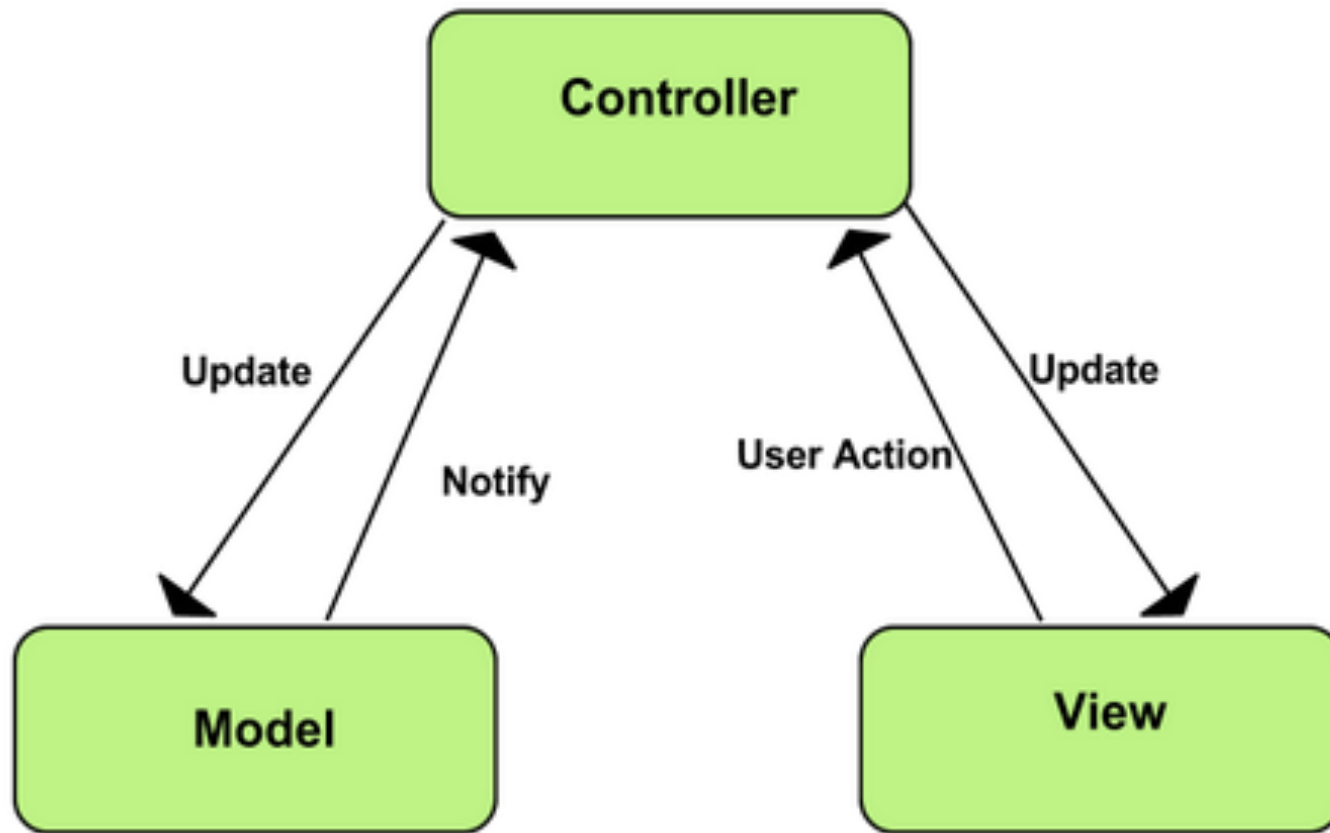 Controller
Update
Update
User Action
Notify
Model
View